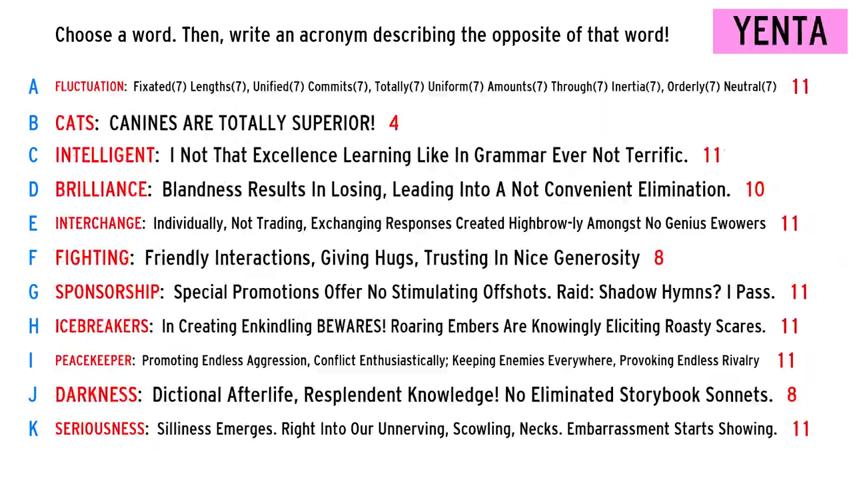 Choose a word. Then, write an acronym describing the opposite of that word!
YENTA
A FLUCTUATION: Fixated(7) Lengths(7), Unified(7) Commits(7), Totally(7) Uniform(7) Amounts(7) Through(7) Inertia(7), Orderly(7) Neutral(7) 11
B CATS: CANINES ARE TOTALLY SUPERIOR! 4
C INTELLIGENT: I Not That Excellence Learning Like In Grammar Ever Not Terrific. 11
D BRILLIANCE: Blandness Results In Losing, Leading Into A Not Convenient Elimination. 10
E INTERCHANGE: Individually, Not Trading, Exchanging Responses Created Highbrow-ly Amongst No Genius Ewowers 11
F FIGHTING: Friendly Interactions, Giving Hugs, Trusting In Nice Generosity 8
G SPONSORSHIP: Special Promotions Offer No Stimulating Offshots. Raid: Shadow Hymns? I Pass. 11
H ICEBREAKERS: In Creating Enkindling BEWARES! Roaring Embers Are Knowingly Eliciting Roasty Scares. 11
I PEACEKEEPER: Promoting Endless Aggression, Conflict Enthusiastically; Keeping Enemies Everywhere, Provoking Endless Rivalry 11
J DARKNESS: Dictional Afterlife, Resplendent Knowledge! No Eliminated Storybook Sonnets. 8
K SERIOUSNESS: Silliness Emerges. Right Into Our Unnerving, Scowling, Necks. Embarrassment Starts Showing. 11